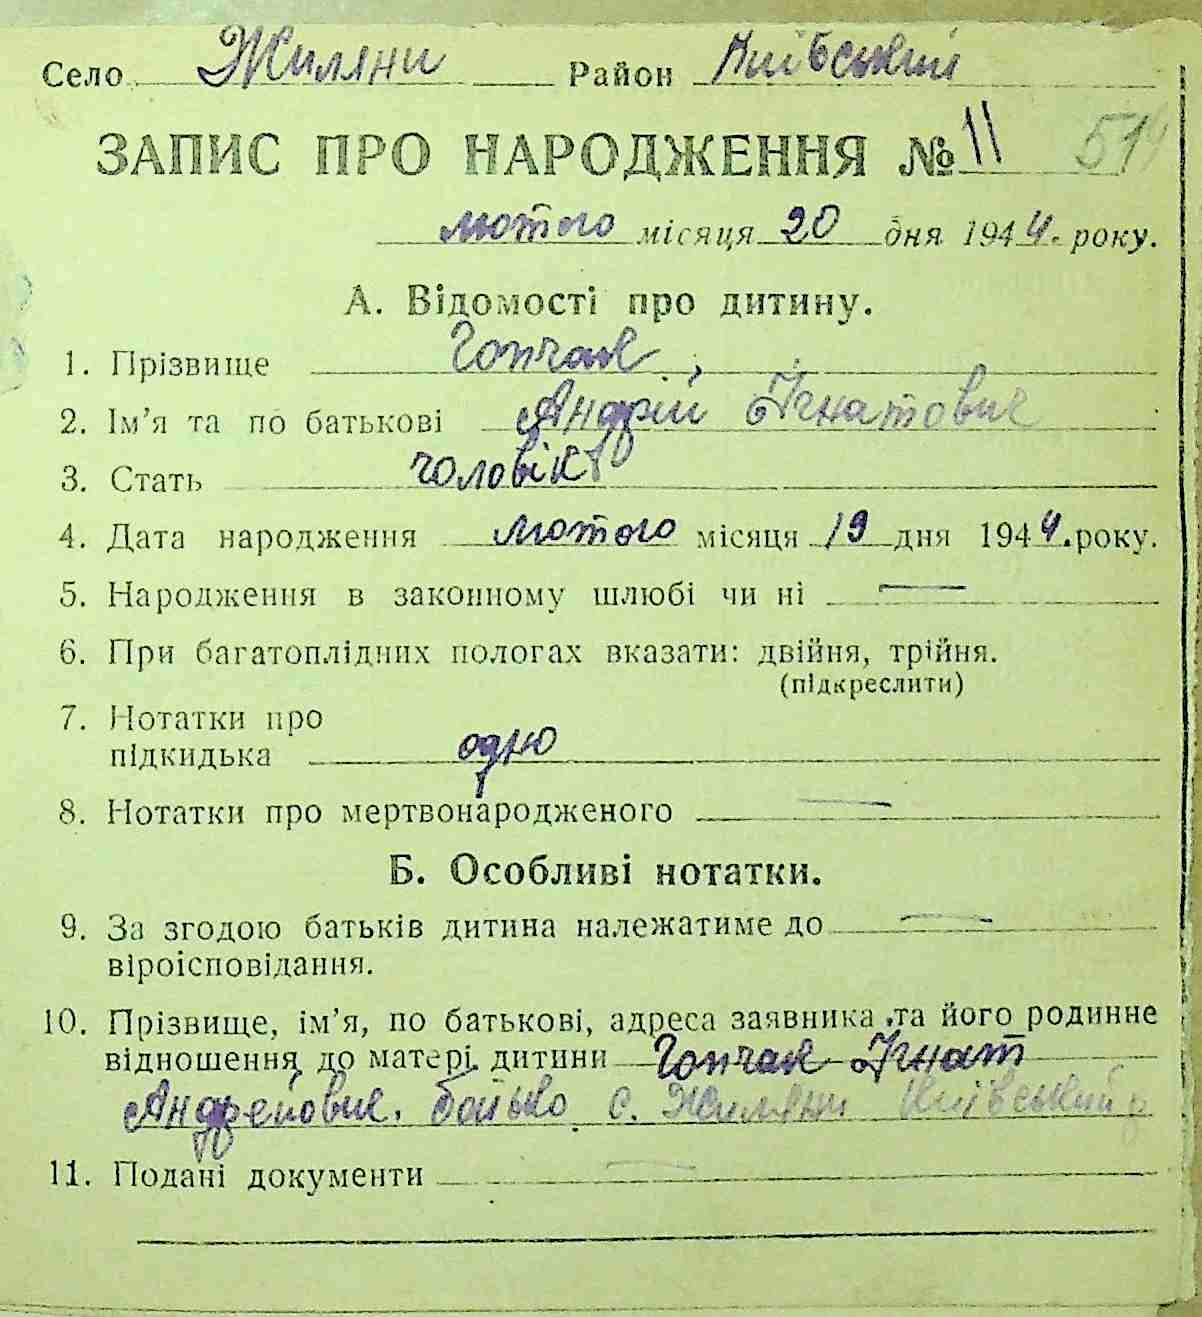 Село Жиляни Район Київський
ЗАПИС ПРО НАРОДЖЕННЯ № 11 519
лютого місяця 20 дня 1944. року.
А. Відомості про дитину.
1. Прізвище Гончар,
2. Ім'я та по батькові Андрій Ігнатович
3. Стать чоловік
4. Дата народження лютого місяця 19 дня 1944. року.
5. Народження в законному шлюбі чи ні —
6. При багатоплідних пологах вказати: двійня, трійня.
(підкреслити)
7. Нотатки про
підкидька одно
8. Нотатки про мертвонародженого —
Б. Особливі нотатки.
9. За згодою батьків дитина належатиме до —
віроісповідання.
10. Прізвище, ім'я, по батькові, адреса заявника та його родинне
відношення до матері дитини Гончар Ігнат
Андрейович. батько с. Жиляни Київський р
11. Подані документи —